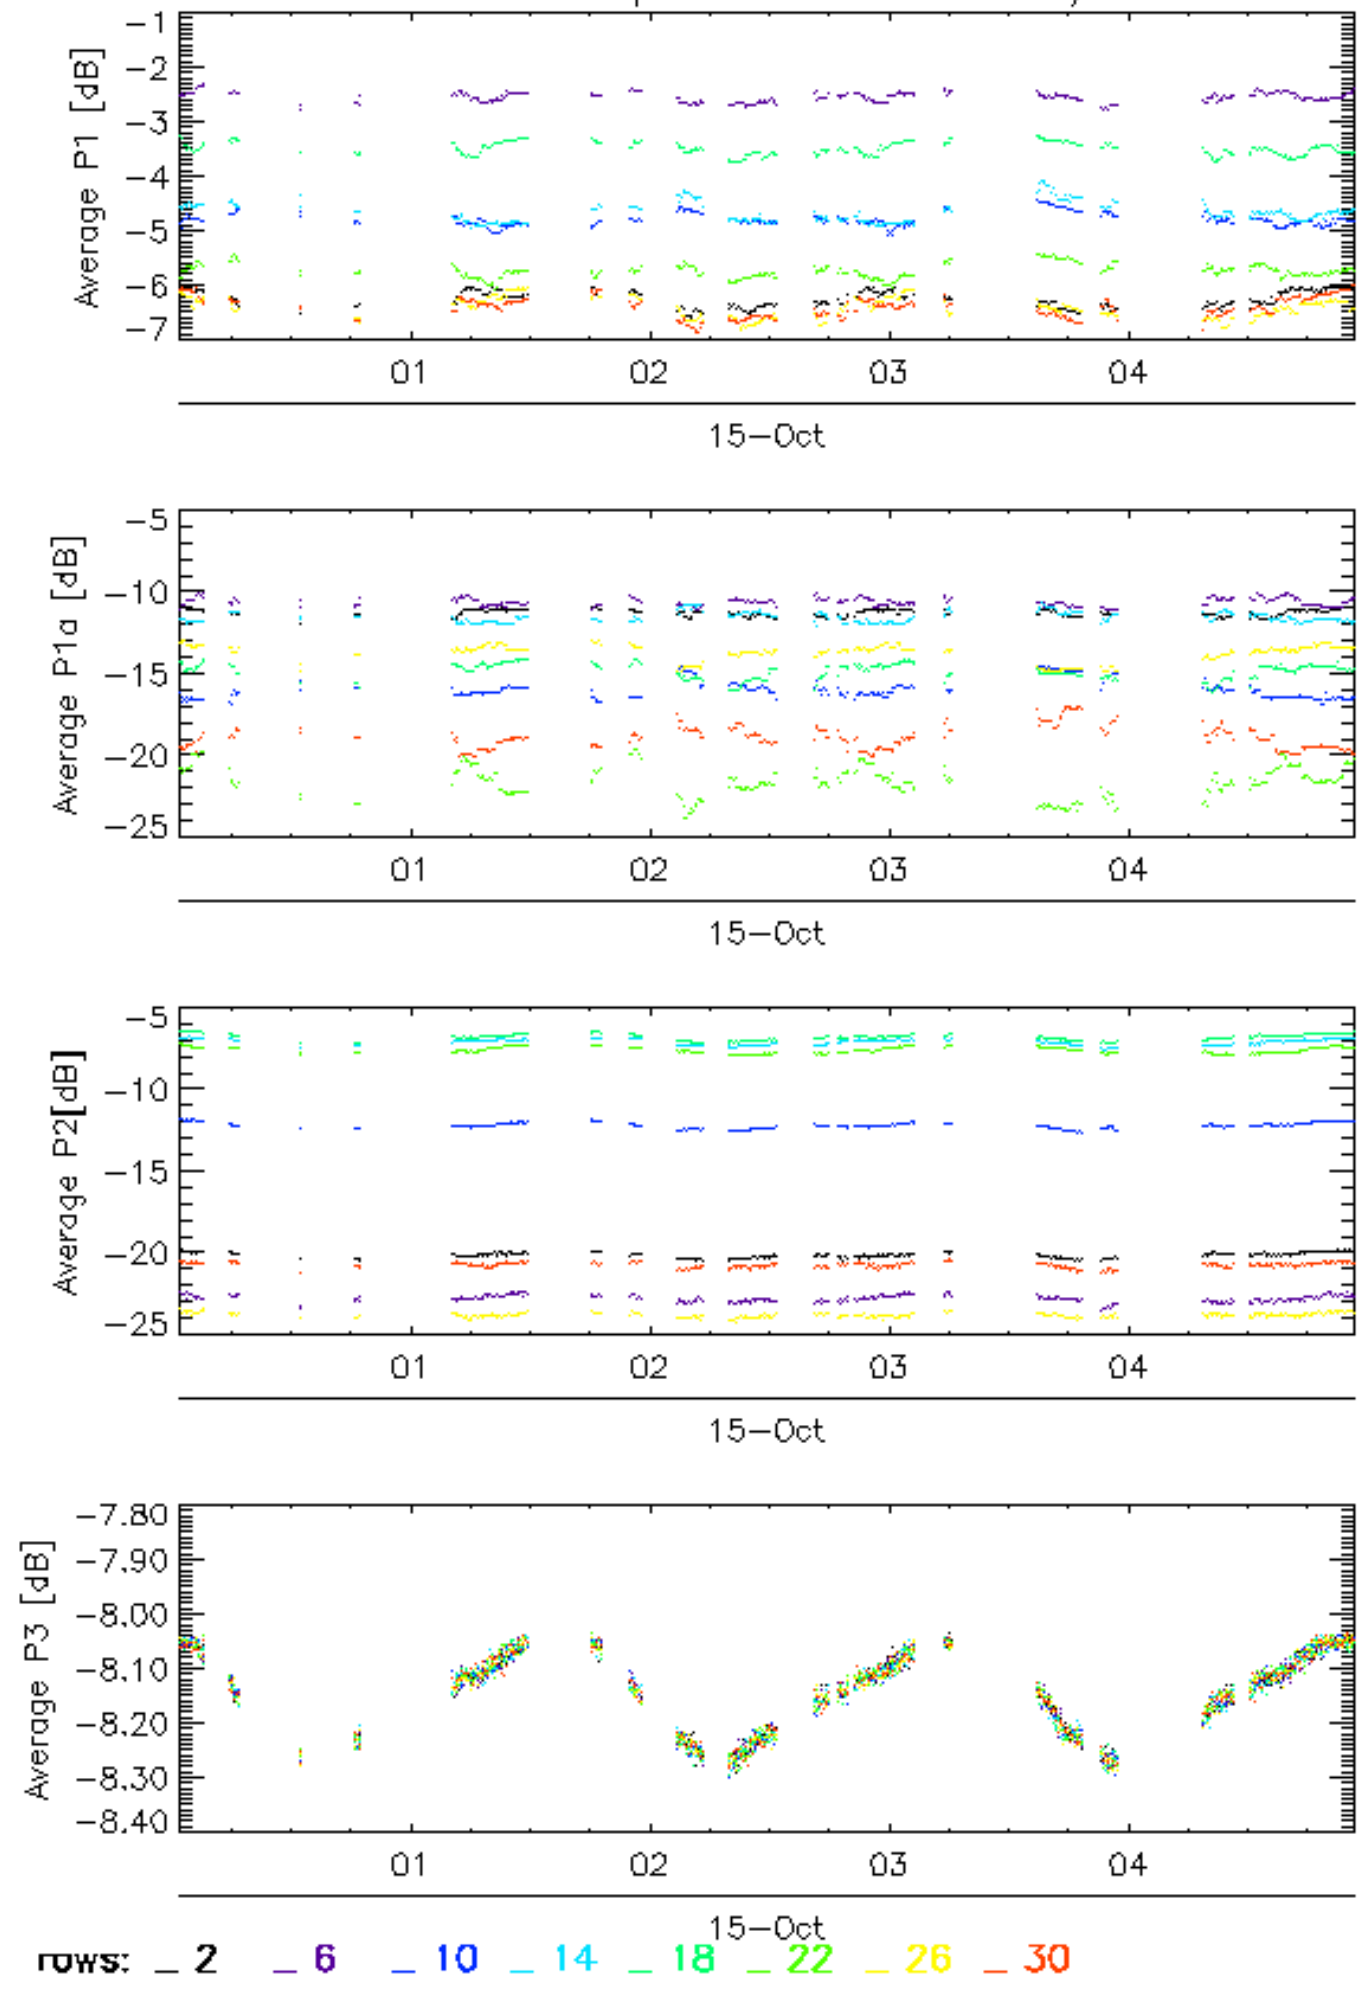 Average P1 [dB]
-1
-2
-3
-4
-5
-6
-7
01 02 03 04
15-Oct
Average P1a [dB]
-5
-10
-15
-20
-25
01 02 03 04
15-Oct
Average P2[dB]
-5
-10
-15
-20
-25
01 02 03 04
15-Oct
Average P3 [dB]
-7.80
-7.90
-8.00
-8.10
-8.20
-8.30
-8.40
01 02 03 04
15-Oct
rows: _ 2 _ 6 _ 10 _ 14 _ 18 _ 22 _ 26 _ 30